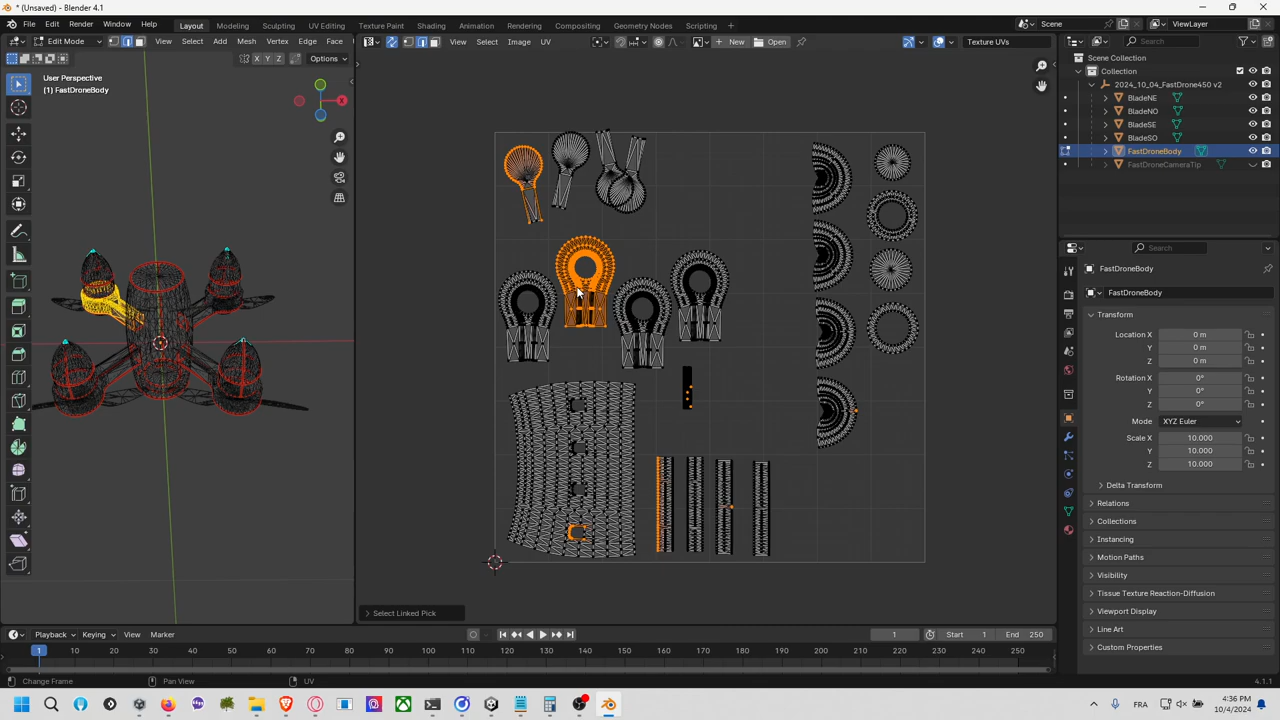 * (Unsaved) - Blender 4.1
File Edit Render Window Help Layout Modeling Sculpting UV Editing Texture Paint Shading Animation Rendering Compositing Geometry Nodes Scripting + Scene ViewLayer
Edit Mode View Select Add Mesh Vertex Edge Face View Select Image UV New Open Texture UVs Search
X Y Z Options
User Perspective
(1) FastDroneBody
X
Scene Collection
Collection
2024_10_04_FastDrone450 v2
BladeNE
BladeNO
BladeSE
BladeSO
FastDroneBody
FastDroneCameraTip
Search
FastDroneBody
FastDroneBody
Transform
Location X 0 m
Y 0 m
Z 0 m
Rotation X 0°
Y 0°
Z 0°
Mode XYZ Euler
Scale X 10.000
Y 10.000
Z 10.000
Delta Transform
Relations
Collections
Instancing
Motion Paths
Visibility
Tissue Texture Reaction-Diffusion
Viewport Display
Line Art
Custom Properties
Select Linked Pick
Playback Keying View Marker 1 Start 1 End 250
1 10 20 30 40 50 60 70 80 90 100 110 120 130 140 150 160 170 180 190 200 210 220 230 240 250
Change Frame Pan View UV 4.1.1
FRA 4:36 PM
10/4/2024